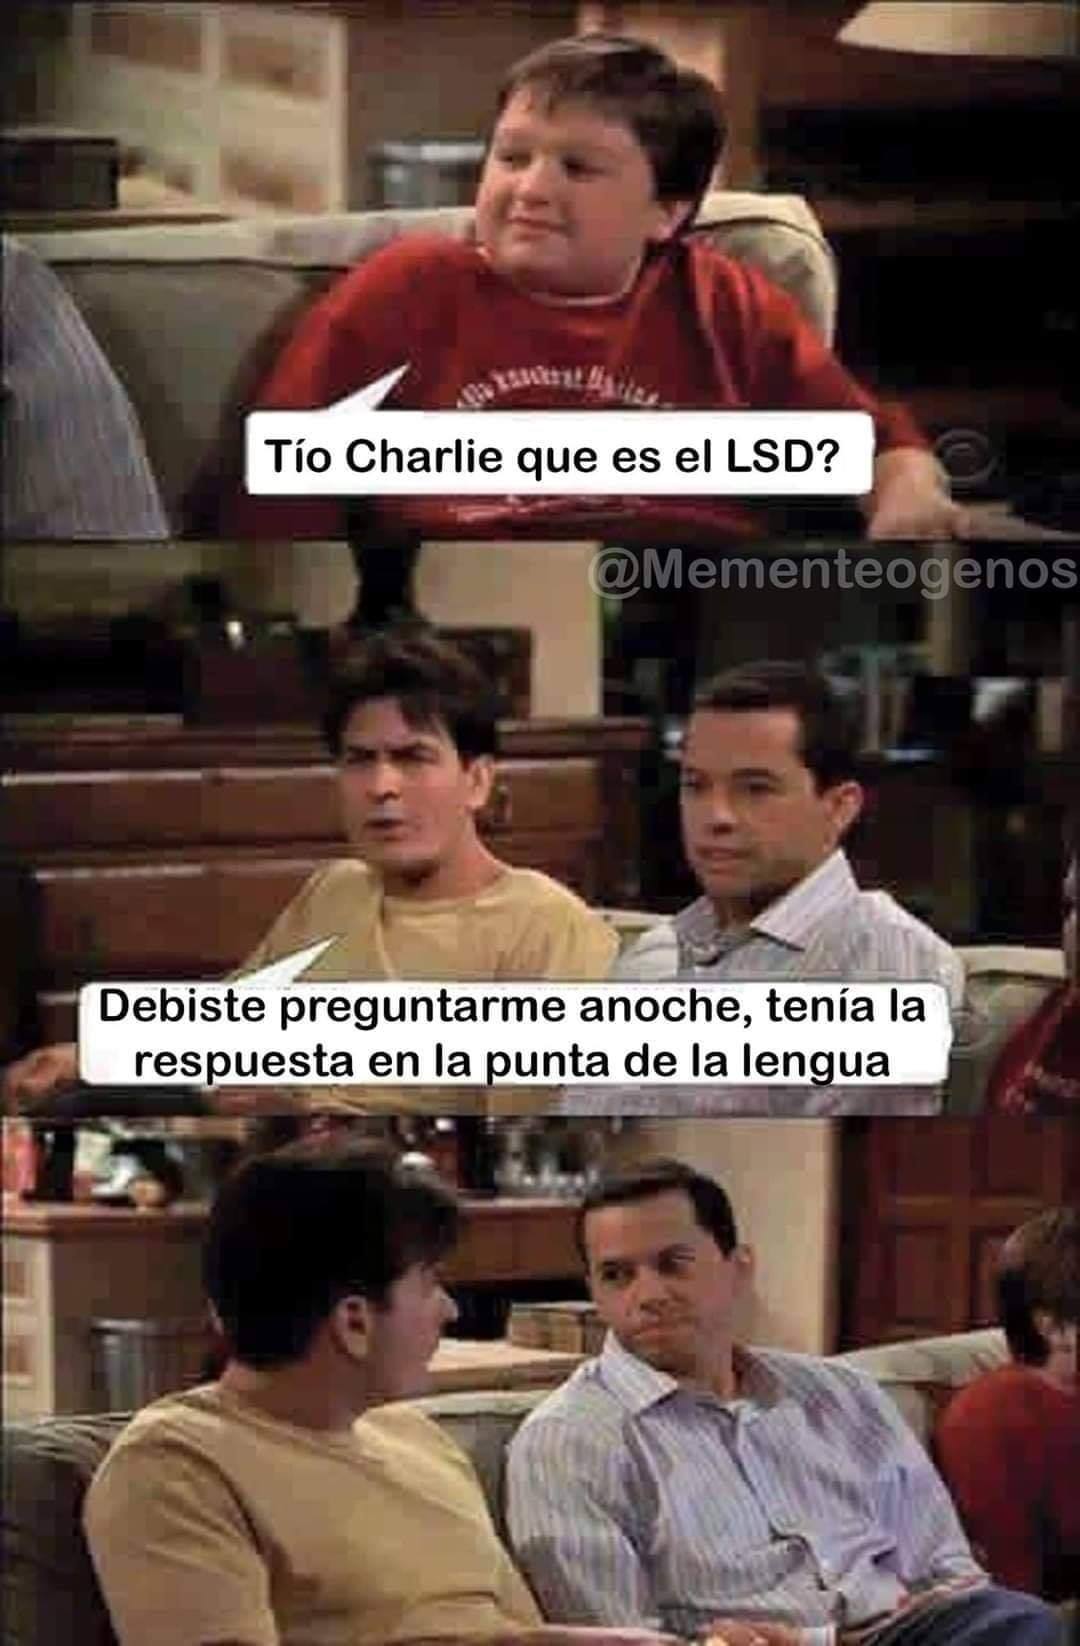 Tío Charlie que es el LSD?
@Mementeogenos
Debiste preguntarme anoche, tenía la
respuesta en la punta de la lengua